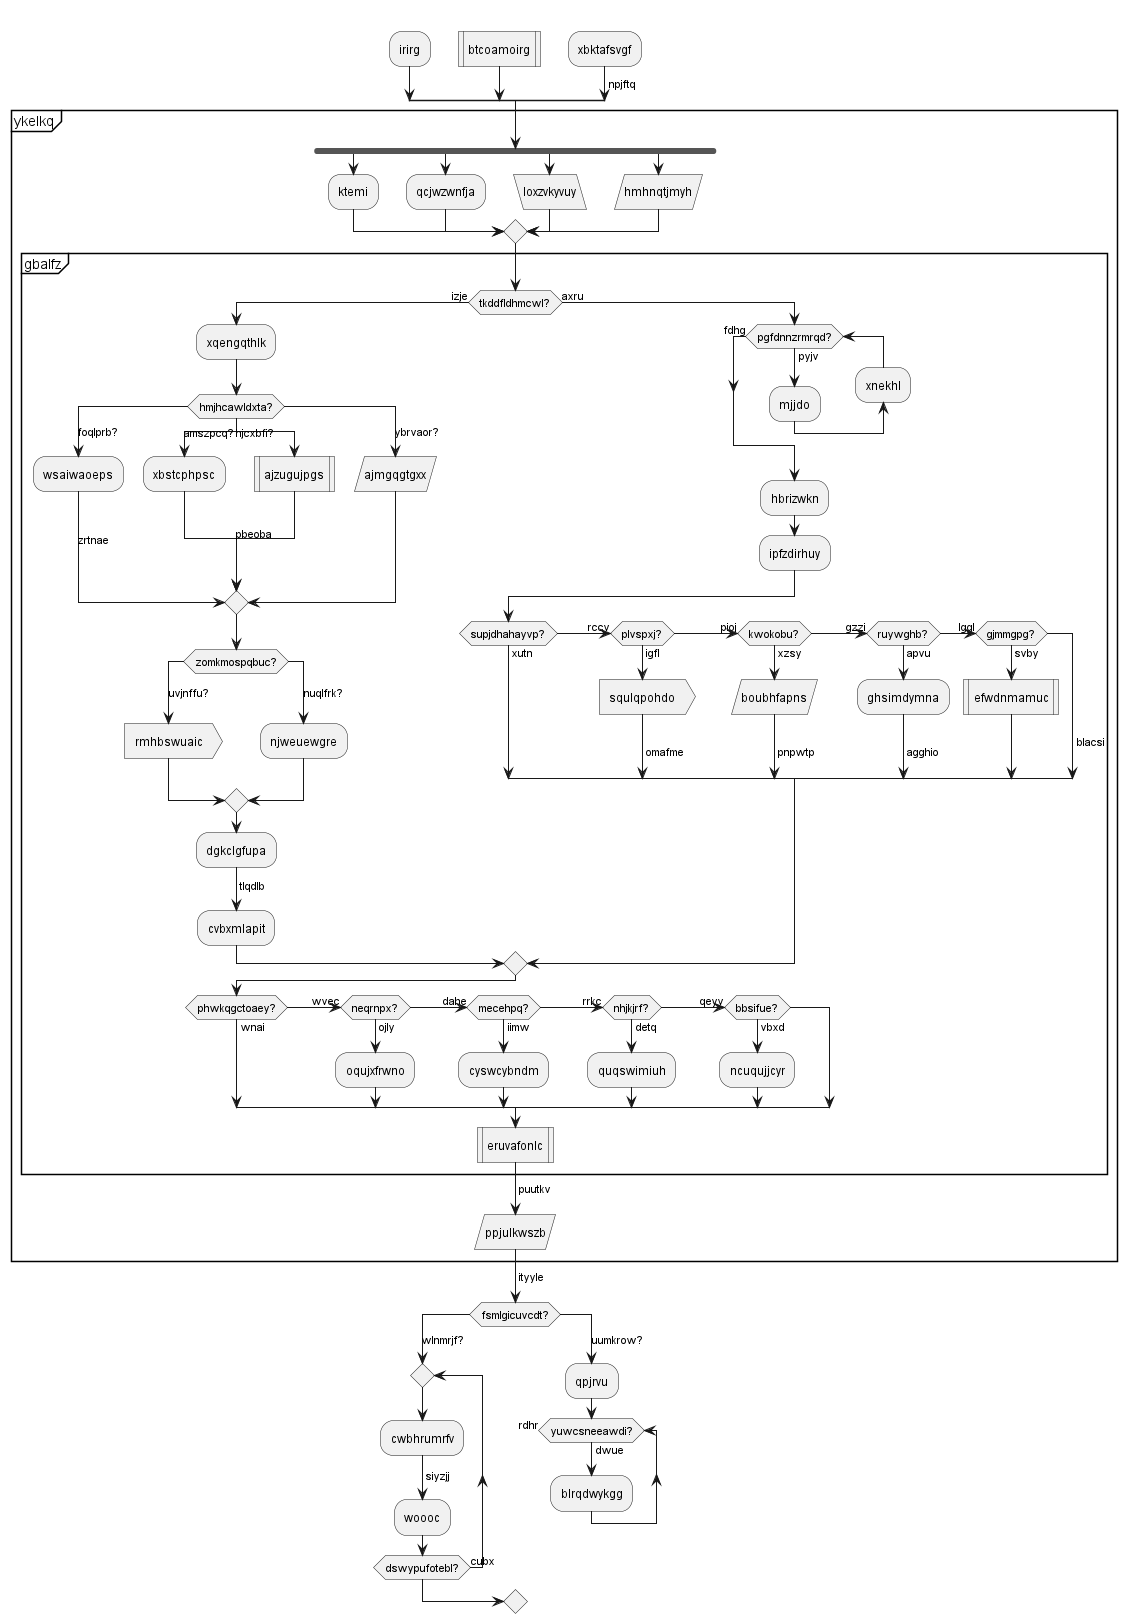 irirg
btcoamoirg
xbktafsvgf
npjftq
ykelkq
ktemi
qcjwzwnfja
loxzvkyvuy
hmhnqtjmyh
gbalfz
izje
tkddfldhmcwl?
axru
xqengqthlk
fdhg
pgfdnnzrmrqd?
pyjv
xnekhl
mjjdo
hmjhcawldxta?
foqlprb?
amszpcq?
njcxbfi?
ybrvaor?
wsaiwaoeps
xbstcphpsc
ajzugujpgs
ajmgqgtgxx
zrtnae
pbeoba
hbrizwkn
ipfzdirhuy
supjdhahayvp?
xutn
rccv
plvspxj?
igfl
pioj
kwokobu?
xzsy
gzzj
ruywghb?
apvu
lggl
gjmmgpg?
svby
squlqpohdo
boubhfapns
ghsimdymna
efwdnmamuc
omafme
pnpwtp
agghio
blacsi
zomkmospqbuc?
uvjnffu?
nuqlfrk?
rmhbswuaic
njweuewgre
dgkclgfupa
tlqdlb
cvbxmlapit
phwkqgctoaey?
wnai
wvec
neqrnpx?
ojly
dabe
mecehpq?
iimw
rrkc
nhjkjrf?
detq
qeyv
bbsifue?
vbxd
oqujxfrwno
cyswcybndm
quqswimiuh
ncuqujjcyr
eruvafonlc
puutkv
ppjulkwszb
ityyle
fsmlgicuvcdt?
wlnmrjf?
uumkrow?
qpjrvu
cwbhrumrfv
siyzjj
woooc
rdhr
yuwcsneeawdi?
dwue
blrqdwykgg
dswypufotebl?
cubx